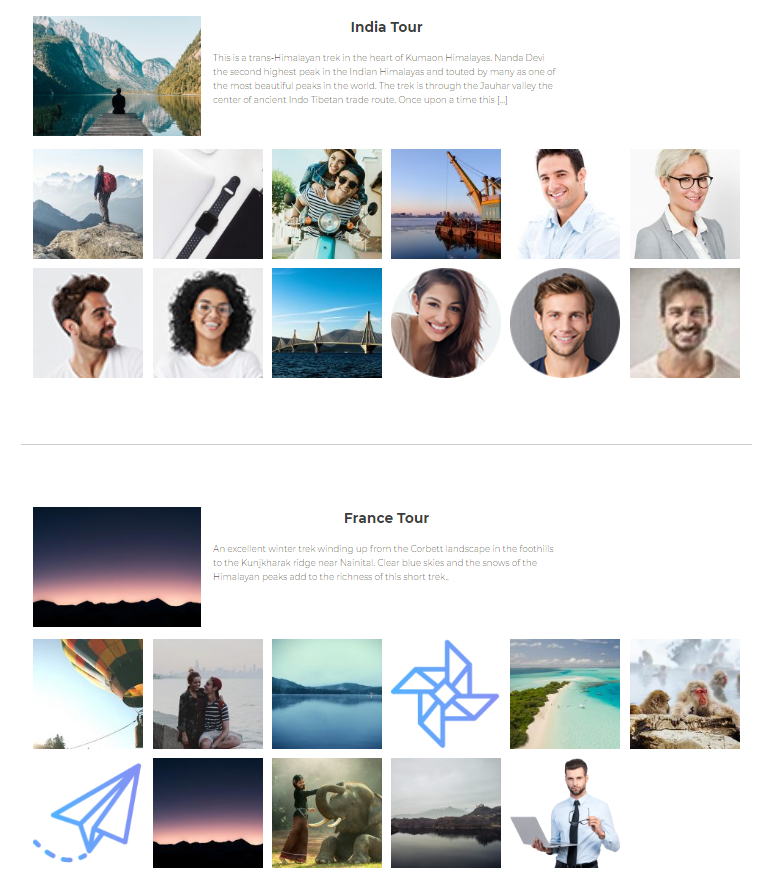 India Tour
This is a trans-Himalayan trek in the heart of Kumaon Himalayas. Nanda Devi
the second highest peak in the Indian Himalayas and touted by many as one of
the most beautiful peaks in the world. The trek is through the Jauhar valley the
center of ancient Indo Tibetan trade route. Once upon a time this [...]
France Tour
An excellent winter trek winding up from the Corbett landscape in the foothills
to the Kunjkharak ridge near Nainital. Clear blue skies and the snows of the
Himalayan peaks add to the richness of this short trek..